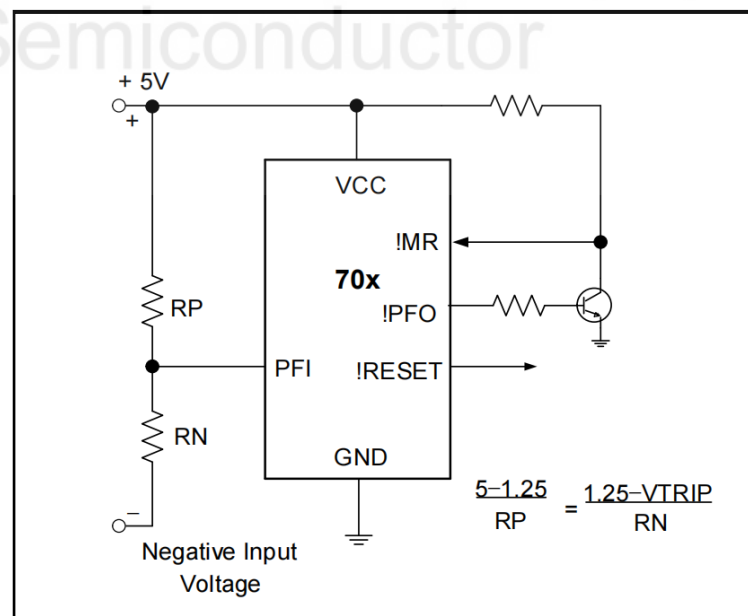 Semiconductor
+ 5V
+
VCC
!MR
70x
RP
!PFO
PFI
!RESET
RN
GND
5−1.25 / RP = 1.25−VTRIP / RN
−
Negative Input
Voltage